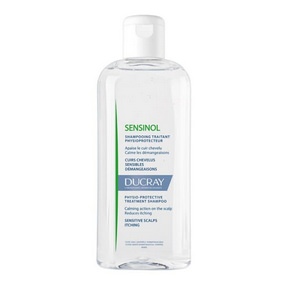 SENSINOL
SHAMPOOING TRAITANT
PHYSIOPROTECTEUR
Apaise le cuir chevelu
Calme les démangeaisons
CUIRS CHEVELUS
SENSIBLES
DÉMANGEAISONS
DUCRAY
PHYSIO-PROTECTIVE
TREATMENT SHAMPOO
Calming action on the scalp
Reduces itching
SENSITIVE SCALPS
ITCHING